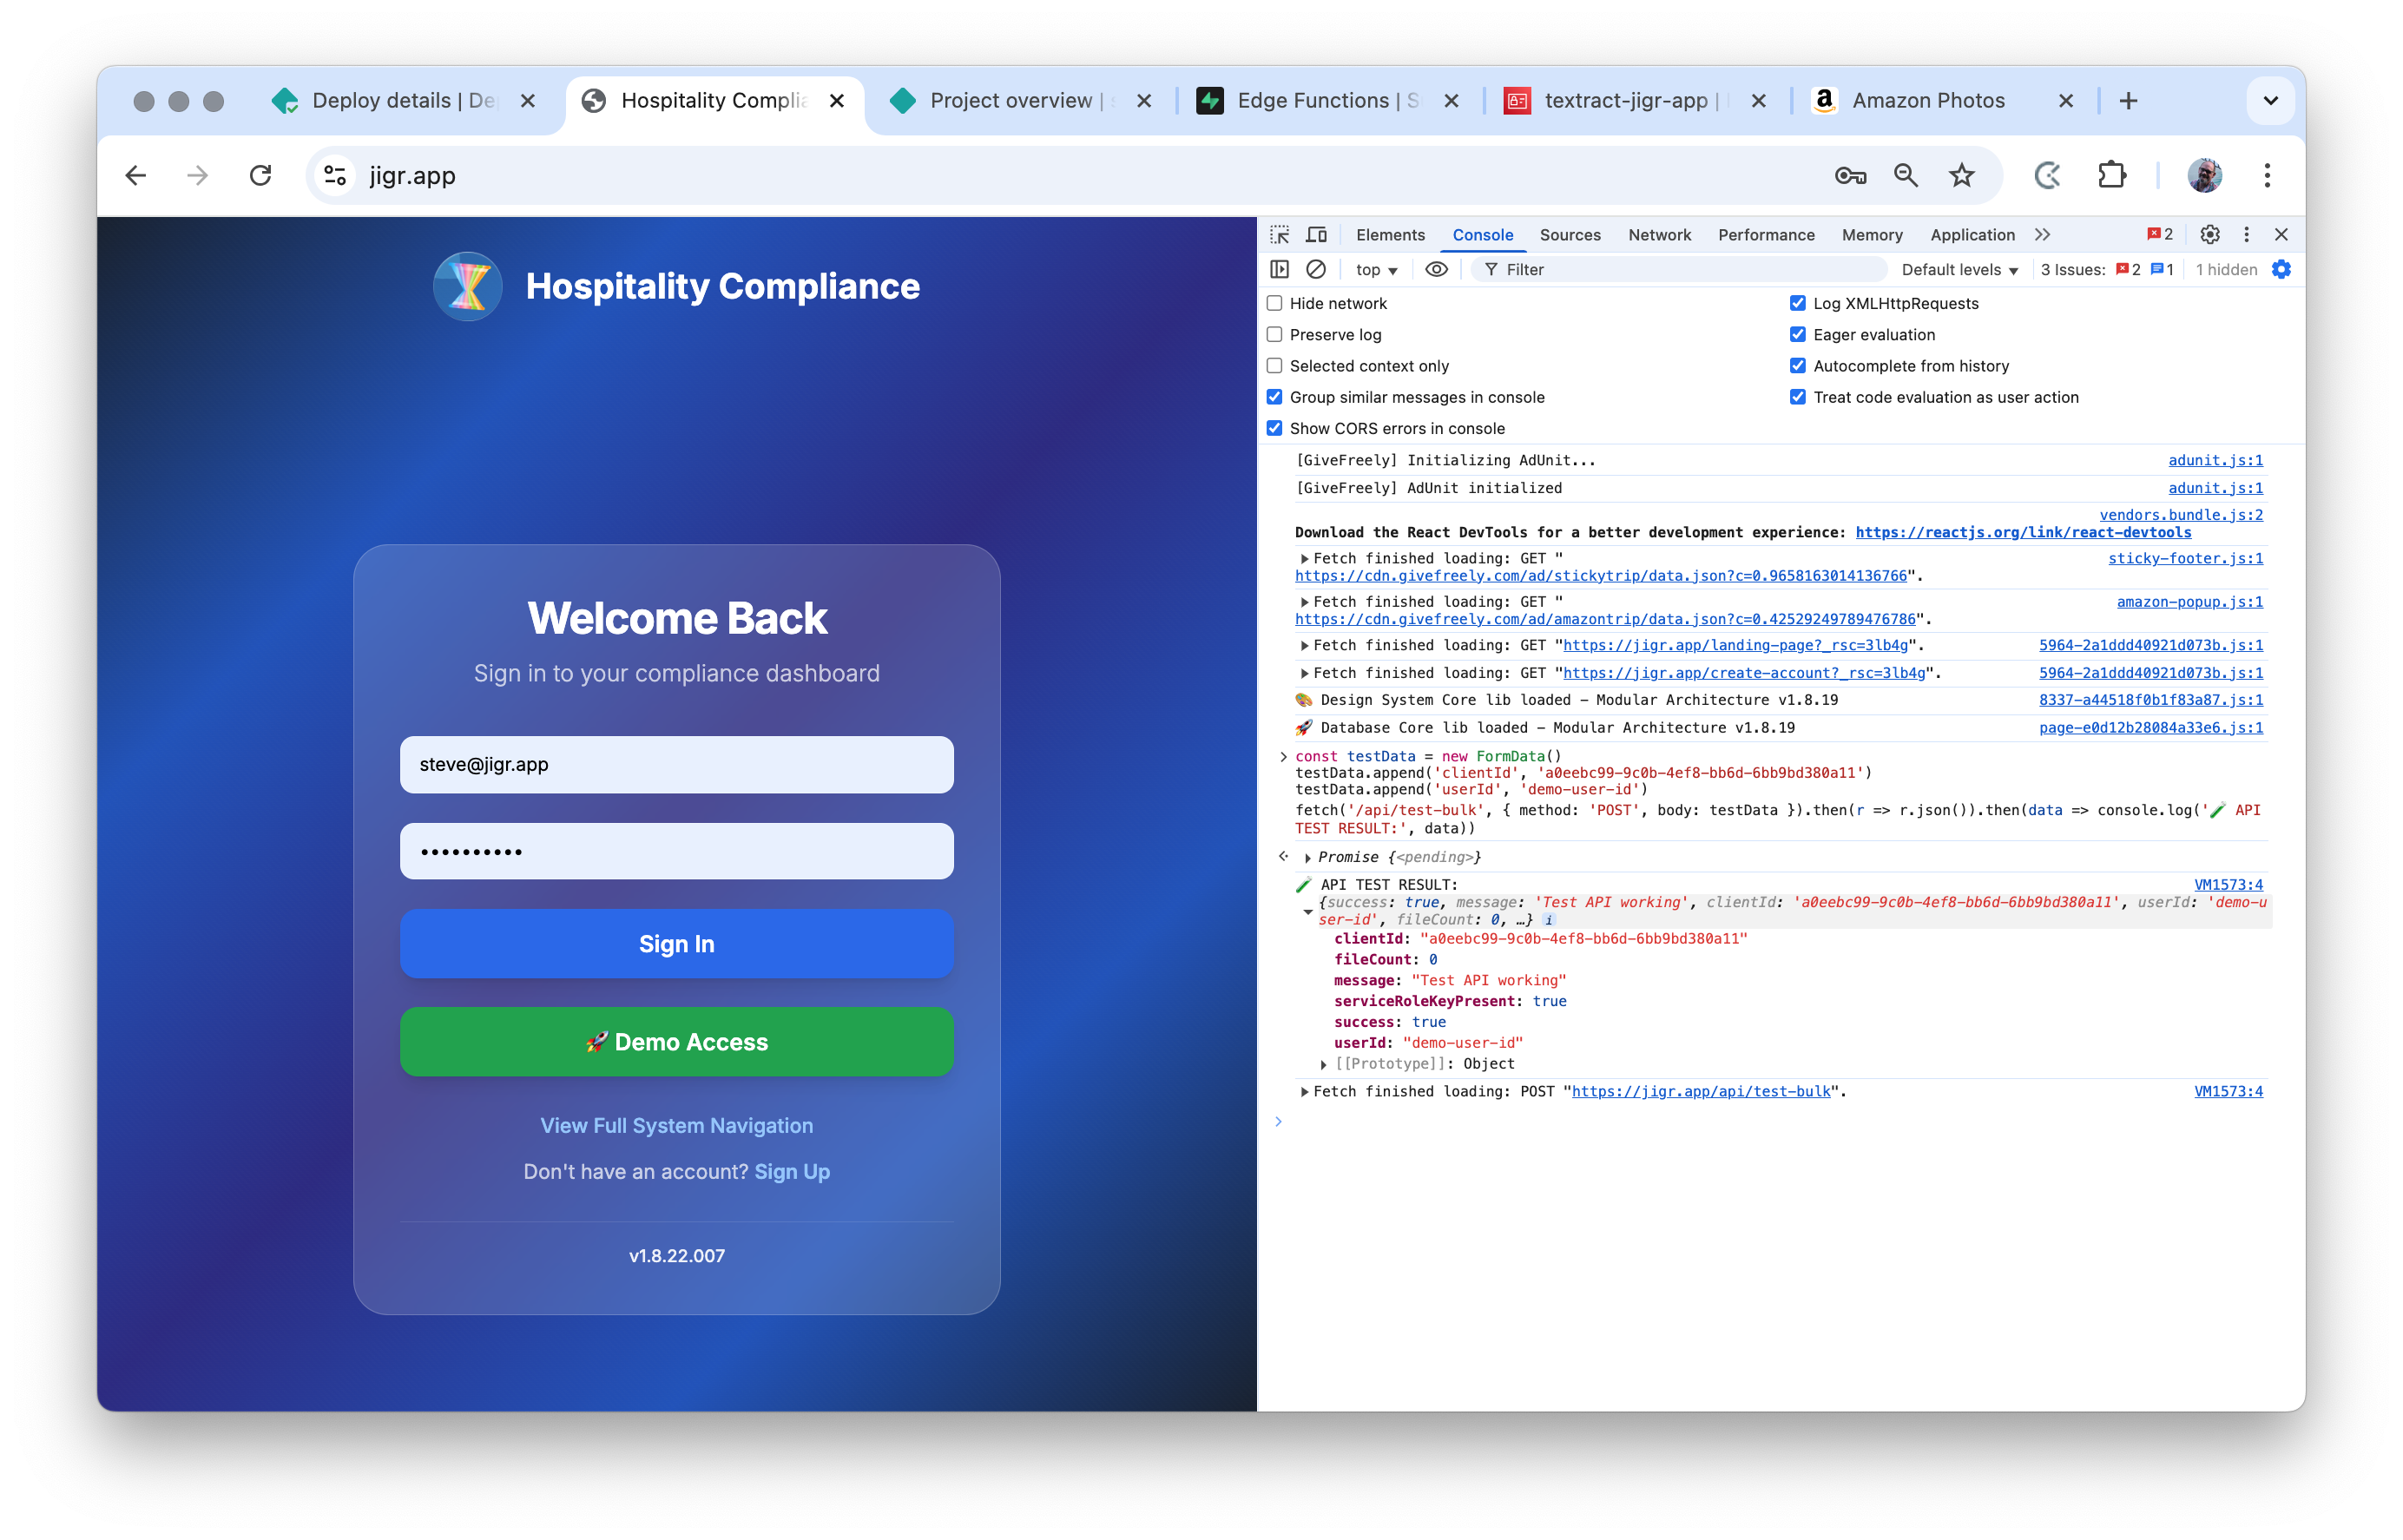 Deploy details | De
Hospitality Complia
Project overview |
Edge Functions | S
textract-jigr-app |
Amazon Photos
jigr.app
Hospitality Compliance
Welcome Back
Sign in to your compliance dashboard
steve@jigr.app
••••••••••
Sign In
🚀 Demo Access
View Full System Navigation
Don't have an account? Sign Up
v1.8.22.007
Elements Console Sources Network Performance Memory Application 2
top Filter Default levels 3 Issues: 2 1 1 hidden
Hide network Log XMLHttpRequests
Preserve log Eager evaluation
Selected context only Autocomplete from history
Group similar messages in console Treat code evaluation as user action
Show CORS errors in console
[GiveFreely] Initializing AdUnit... adunit.js:1
[GiveFreely] AdUnit initialized adunit.js:1
vendors.bundle.js:2
Download the React DevTools for a better development experience: https://reactjs.org/link/react-devtools
Fetch finished loading: GET " sticky-footer.js:1
https://cdn.givefreely.com/ad/stickytrip/data.json?c=0.9658163014136766".
Fetch finished loading: GET " amazon-popup.js:1
https://cdn.givefreely.com/ad/amazontrip/data.json?c=0.42529249789476786".
Fetch finished loading: GET "https://jigr.app/landing-page?_rsc=3lb4g". 5964-2a1ddd40921d073b.js:1
Fetch finished loading: GET "https://jigr.app/create-account?_rsc=3lb4g". 5964-2a1ddd40921d073b.js:1
🎨 Design System Core lib loaded – Modular Architecture v1.8.19 8337-a44518f0b1f83a87.js:1
🚀 Database Core lib loaded – Modular Architecture v1.8.19 page-e0d12b28084a33e6.js:1
const testData = new FormData()
testData.append('clientId', 'a0eebc99-9c0b-4ef8-bb6d-6bb9bd380a11')
testData.append('userId', 'demo-user-id')
fetch('/api/test-bulk', { method: 'POST', body: testData }).then(r => r.json()).then(data => console.log('🧪 API
TEST RESULT:', data))
Promise {<pending>}
🧪 API TEST RESULT: VM1573:4
{success: true, message: 'Test API working', clientId: 'a0eebc99-9c0b-4ef8-bb6d-6bb9bd380a11', userId: 'demo-u
ser-id', fileCount: 0, …} i
clientId: "a0eebc99-9c0b-4ef8-bb6d-6bb9bd380a11"
fileCount: 0
message: "Test API working"
serviceRoleKeyPresent: true
success: true
userId: "demo-user-id"
[[Prototype]]: Object
Fetch finished loading: POST "https://jigr.app/api/test-bulk". VM1573:4